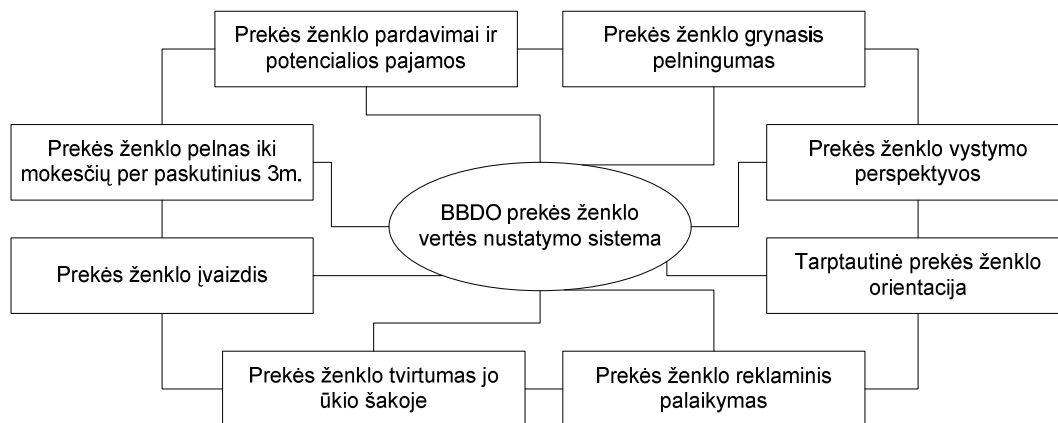 Prekės ženklo pardavimai ir
potencialios pajamos
Prekės ženklo grynasis
pelningumas
Prekės ženklo pelnas iki
mokesčių per paskutinius 3m.
BBDO prekės ženklo
vertės nustatymo sistema
Prekės ženklo vystymo
perspektyvos
Prekės ženklo įvaizdis
Tarptautinė prekės ženklo
orientacija
Prekės ženklo tvirtumas jo
ūkio šakoje
Prekės ženklo reklaminis
palaikymas